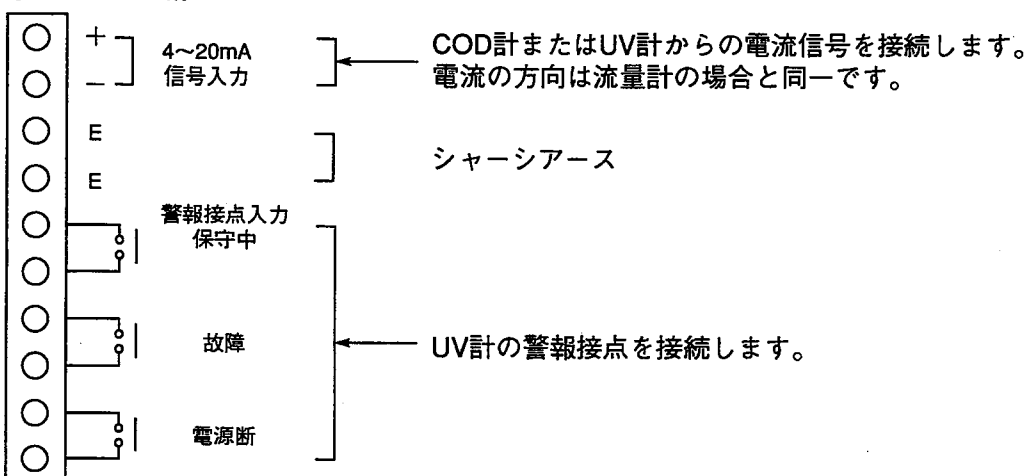 +
4〜20mA
COD計またはUV計からの電流信号を接続します。
−
信号入力
電流の方向は流量計の場合と同一です。
E
シャーシアース
E
警報接点入力
保守中
故障
UV計の警報接点を接続します。
電源断